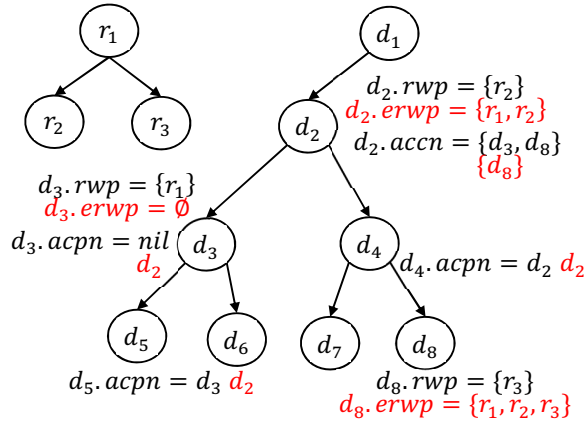 r₁
d₁
r₂
r₃
d₂.rwp = {r₂}
d₂.erwp = {r₁, r₂}
d₂
d₂.accn = {d₃, d₈}
{d₈}
d₃.rwp = {r₁}
d₃.erwp = ∅
d₃.acpn = nil
d₂
d₃
d₄
d₄.acpn = d₂ d₂
d₅
d₆
d₇
d₈
d₅.acpn = d₃ d₂
d₈.rwp = {r₃}
d₈.erwp = {r₁, r₂, r₃}